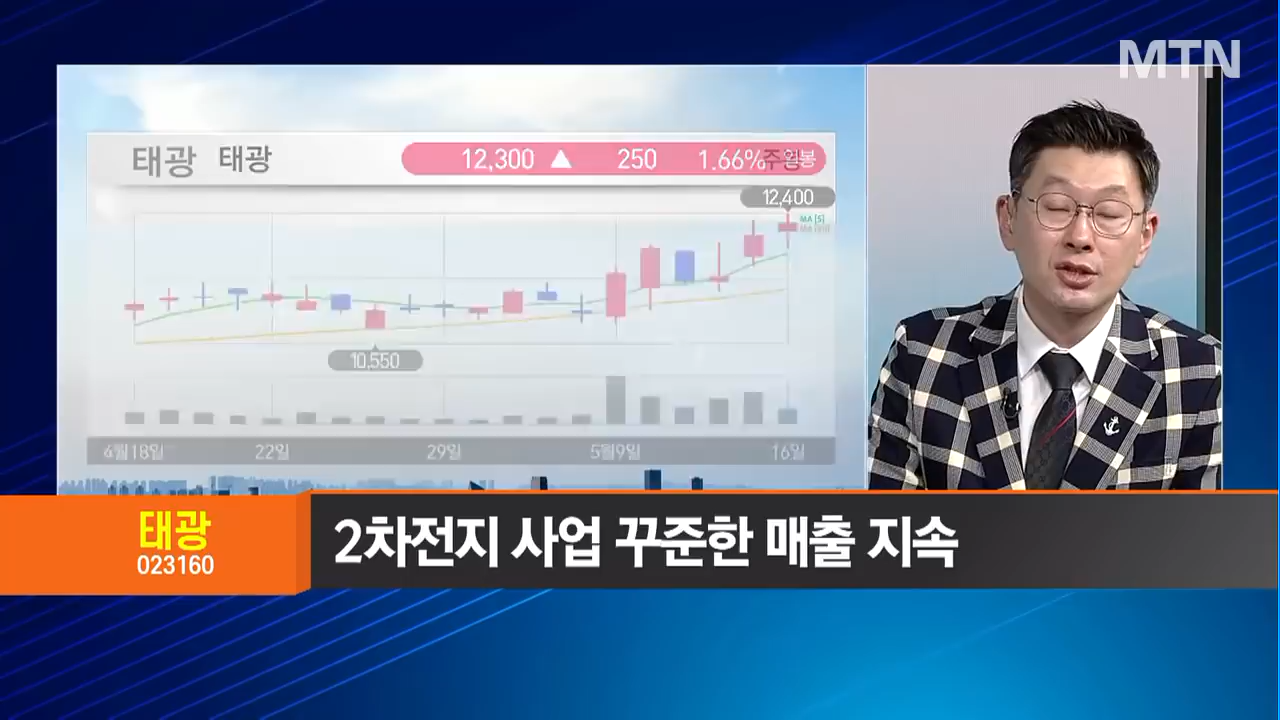 MTN
태광 태광 12,300 ▲ 250 1.66%
12,400
MA [5]
10,550
4월18일 22일 29일 5월9일 16일
태광
023160
2차전지 사업 꾸준한 매출 지속